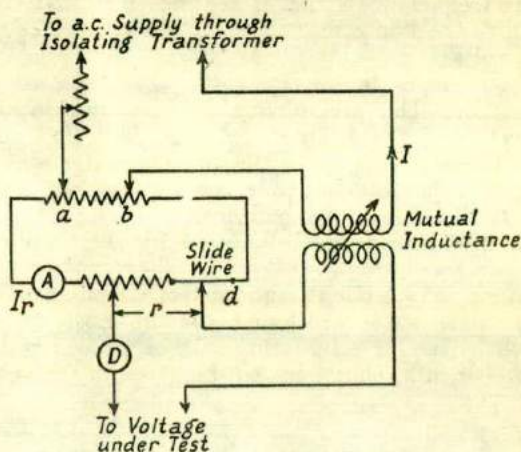 To a.c. Supply through
Isolating Transformer
I
a
b
Mutual
Inductance
Slide
Wire
A
d
Ir
r
D
To Voltage
under Test